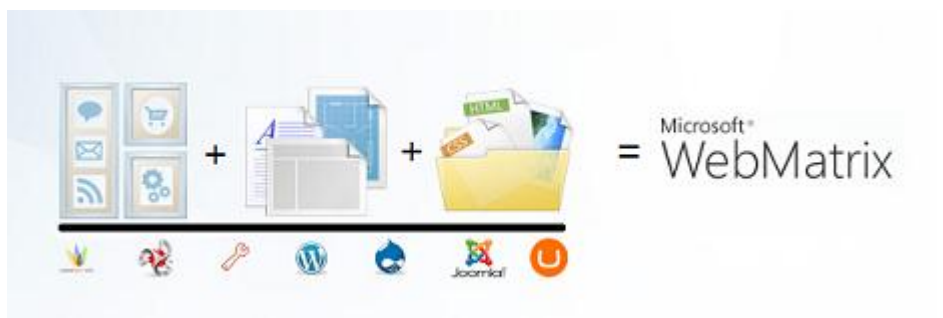 A
HTML
CSS
+ + =
Microsoft®
WebMatrix
Joomla!